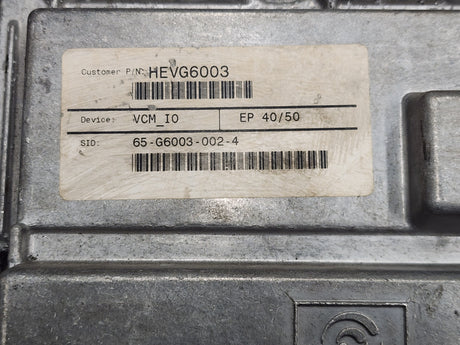 Customer P/N: HEVG6003
Device: VCM_IO EP 40/50
SID: 65-G6003-002-4